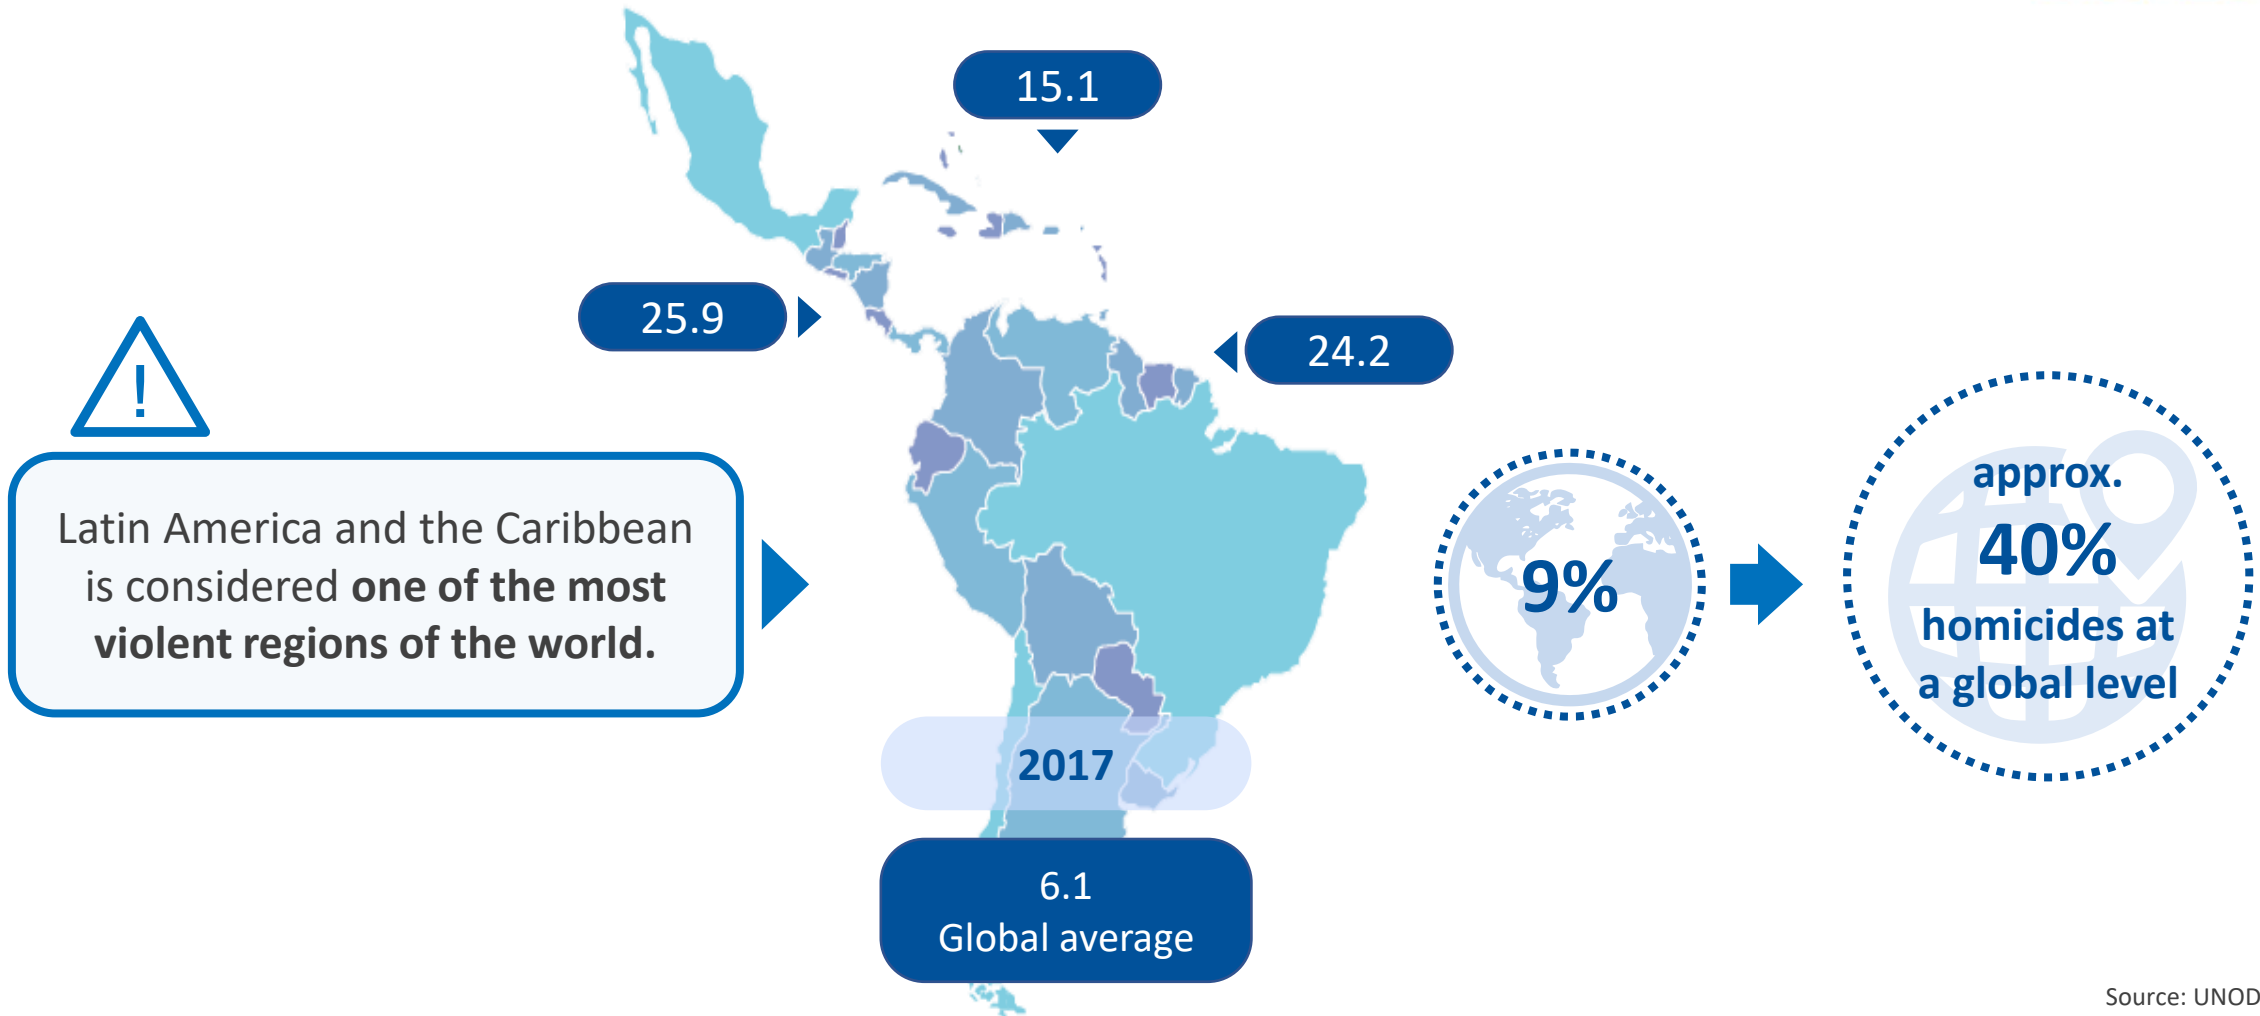 15.1
25.9
24.2
!
Latin America and the Caribbean
is considered one of the most
violent regions of the world.
9%
approx.
40%
homicides at
a global level
2017
6.1
Global average
Source: UNOD